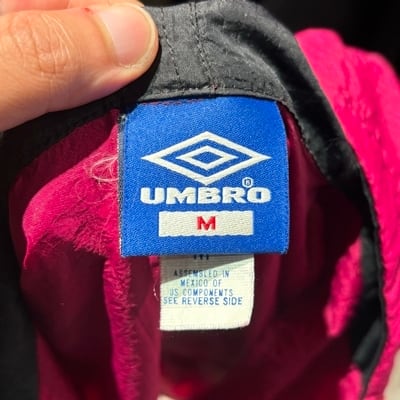 UMBRO®
M
M
ASSEMBLED IN
MEXICO OF
US COMPONENTS
SEE REVERSE SIDE